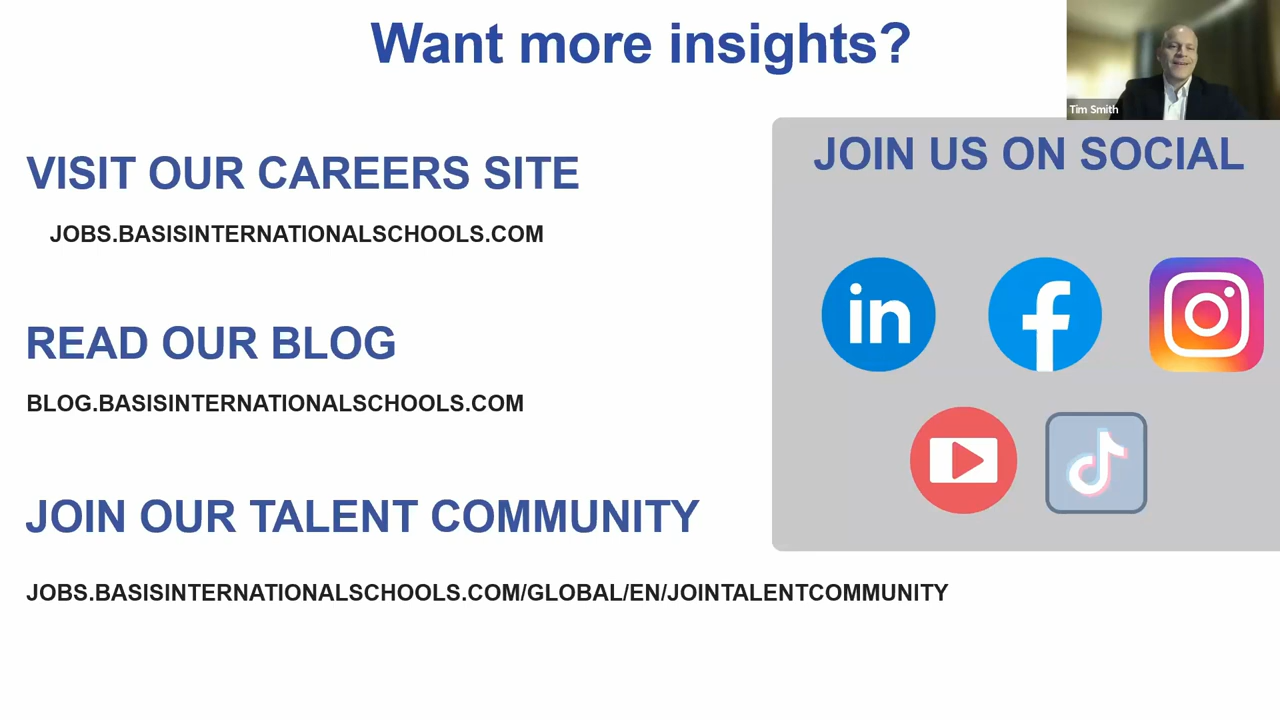 Want more insights?
Tim Smith
VISIT OUR CAREERS SITE
JOBS.BASISINTERNATIONALSCHOOLS.COM
READ OUR BLOG
BLOG.BASISINTERNATIONALSCHOOLS.COM
JOIN OUR TALENT COMMUNITY
JOBS.BASISINTERNATIONALSCHOOLS.COM/GLOBAL/EN/JOINTALENTCOMMUNITY
JOIN US ON SOCIAL
in
f